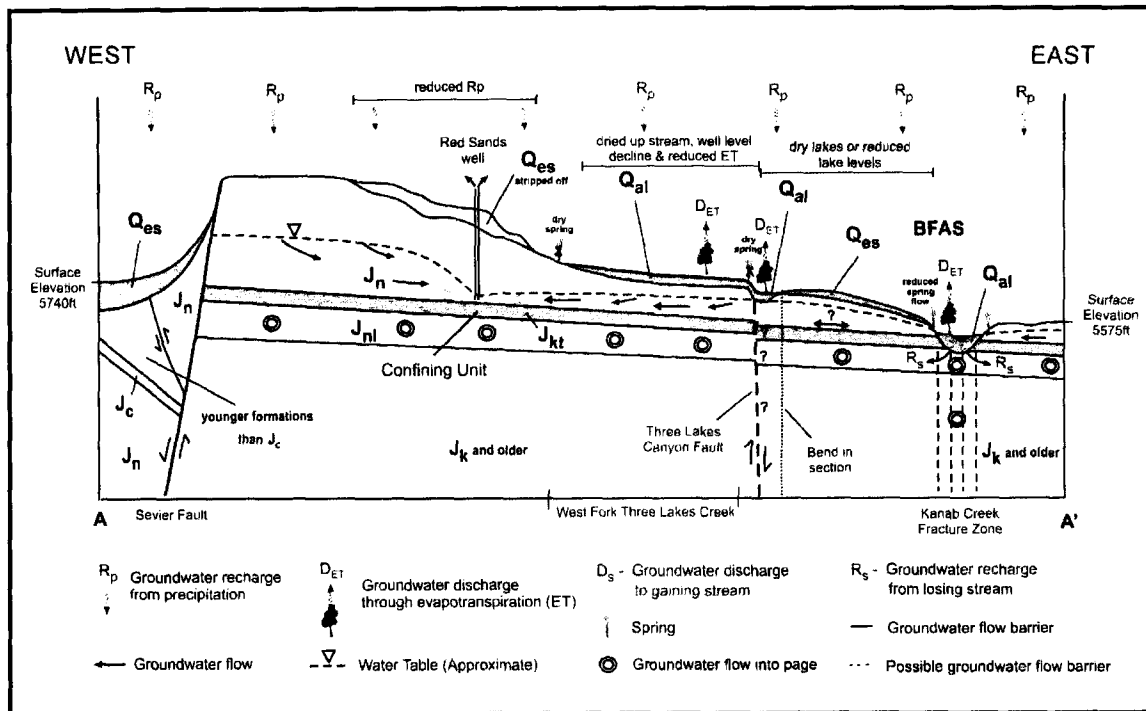 WEST
EAST
Rp
Rp
reduced Rp
Rp
Rp
Rp
Rp
Red Sands
well
Qes
stripped off
dried up stream, well level
decline & reduced ET
dry lakes or reduced
lake levels
Qal
Qal
Qes
DET
DET
dry
spring
dry
spring
BFAS
DET
reduced
spring
flow
Qal
Qes
Surface
Elevation
5740ft
Surface
Elevation
5575ft
Jn
Jn
Jnl
Jkt
Confining Unit
?
?
?
?
Rs
Rs
Jc
younger formations
than Jc
Jn
Jk and older
Three Lakes
Canyon Fault
Bend in
section
Jk and older
A
Sevier Fault
West Fork Three Lakes Creek
Kanab Creek
Fracture Zone
A'
Rp Groundwater recharge
from precipitation
DET Groundwater discharge
through evapotranspiration (ET)
Ds - Groundwater discharge
to gaining stream
Rs - Groundwater recharge
from losing stream
Spring
Groundwater flow barrier
Groundwater flow
Water Table (Approximate)
Groundwater flow into page
Possible groundwater flow barrier